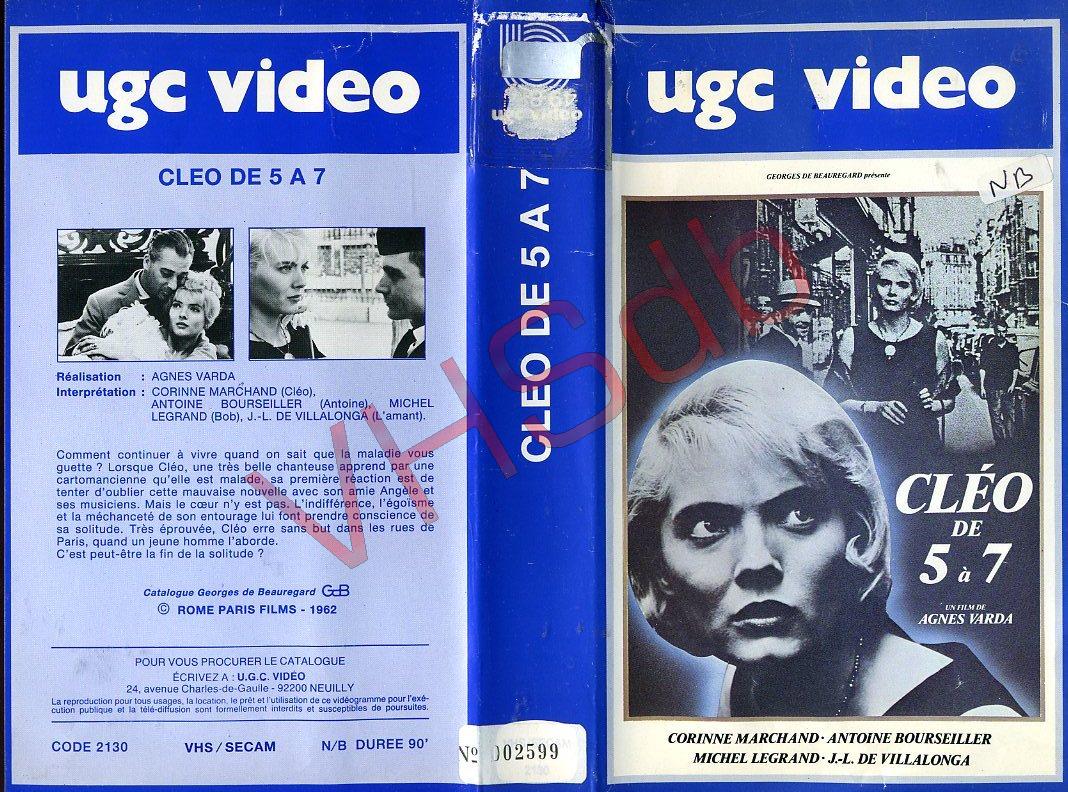 ugc video
CLEO DE 5 A 7
Réalisation : AGNES VARDA
Interprétation : CORINNE MARCHAND (Cléo),
ANTOINE BOURSEILLER (Antoine), MICHEL
LEGRAND (Bob), J.-L. DE VILLALONGA (L'amant).
Comment continuer à vivre quand on sait que la maladie vous
guette ? Lorsque Cléo, une très belle chanteuse apprend par une
cartomancienne qu'elle est malade sa première réaction est de
tenter d'oublier cette mauvaise nouvelle avec son amie Angèle et
ses musiciens. Mais le cœur n'y est pas. L'indifférence, l'égoïsme
et la méchanceté de son entourage lui font prendre conscience de
sa solitude. Très éprouvée, Cléo erre sans but dans les rues de
Paris, quand un jeune homme l'aborde.
C'est peut-être la fin de la solitude ?
Catalogue Georges de Beauregard GdB
© ROME PARIS FILMS - 1962
POUR VOUS PROCURER LE CATALOGUE
ÉCRIVEZ A : U.G.C. VIDÉO
24, avenue Charles-de-Gaulle - 92200 NEUILLY
La reproduction pour tous usages, la location, le prêt et l'utilisation de ce vidéogramme pour l'exé-
cution publique et la télé-diffusion sont formellement interdits et susceptibles de poursuites.
CODE 2130 VHS / SECAM N/B DUREE 90'
ugc video
CLEO DE 5 A 7
Nº 002599
VHS/SECAM
2130
ugc video
GEORGES DE BEAUREGARD présente
NB
CLÉO
DE
5 à 7
UN FILM DE
AGNES VARDA
CORINNE MARCHAND · ANTOINE BOURSEILLER
MICHEL LEGRAND · J.-L. DE VILLALONGA
VHSdb